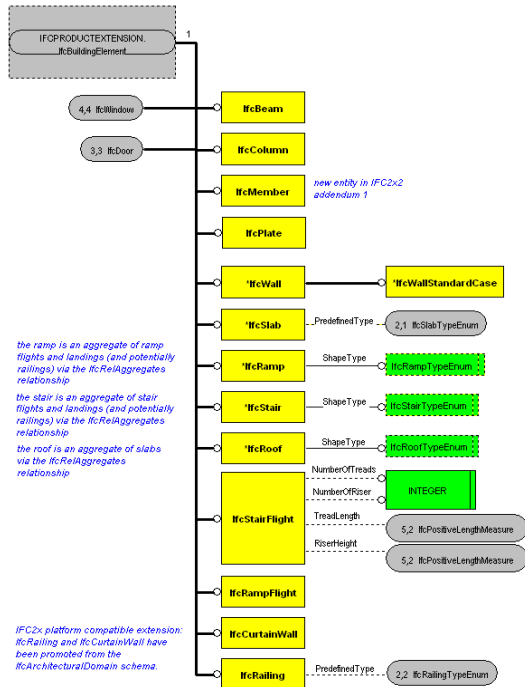 IFCPRODUCTEXTENSION.
IfcBuildingElement
1
4,4 IfcWindow
IfcBeam
3,3 IfcDoor
IfcColumn
IfcMember
new entity in IFC2x2
addendum 1
IfcPlate
*IfcWall
*IfcWallStandardCase
*IfcSlab
PredefinedType
2,1 IfcSlabTypeEnum
the ramp is an aggregate of ramp
flights and landings (and potentially
railings) via the IfcRelAggregates
relationship
*IfcRamp
ShapeType
IfcRampTypeEnum
the stair is an aggregate of stair
flights and landings (and potentially
railings) via the IfcRelAggregates
relationship
*IfcStair
ShapeType
IfcStairTypeEnum
the roof is an aggregate of slabs
via the IfcRelAggregates
relationship
*IfcRoof
ShapeType
IfcRoofTypeEnum
IfcStairFlight
NumberOfTreads
NumberOfRiser
INTEGER
TreadLength
5,2 IfcPositiveLengthMeasure
RiserHeight
5,2 IfcPositiveLengthMeasure
IfcRampFlight
IFC2x platform compatible extension:
IfcRailing and IfcCurtainWall have
been promoted from the
IfcArchitecturalDomain schema.
IfcCurtainWall
IfcRailing
PredefinedType
2,2 IfcRailingTypeEnum